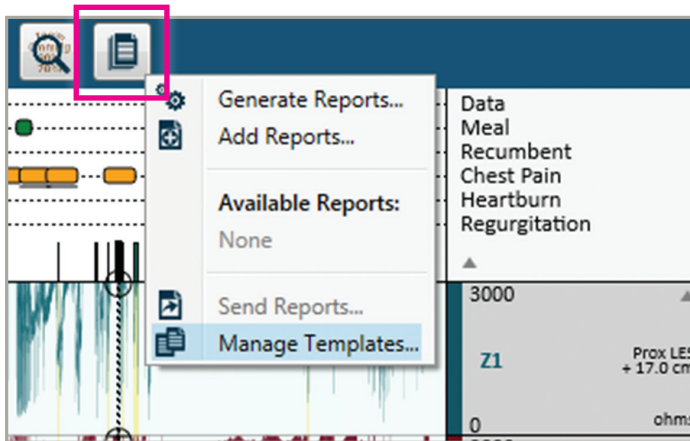 Generate Reports...
Add Reports...
Available Reports:
None
Send Reports...
Manage Templates...
Data
Meal
Recumbent
Chest Pain
Heartburn
Regurgitation
3000
Z1
Prox LES
+ 17.0 cm
0
ohms